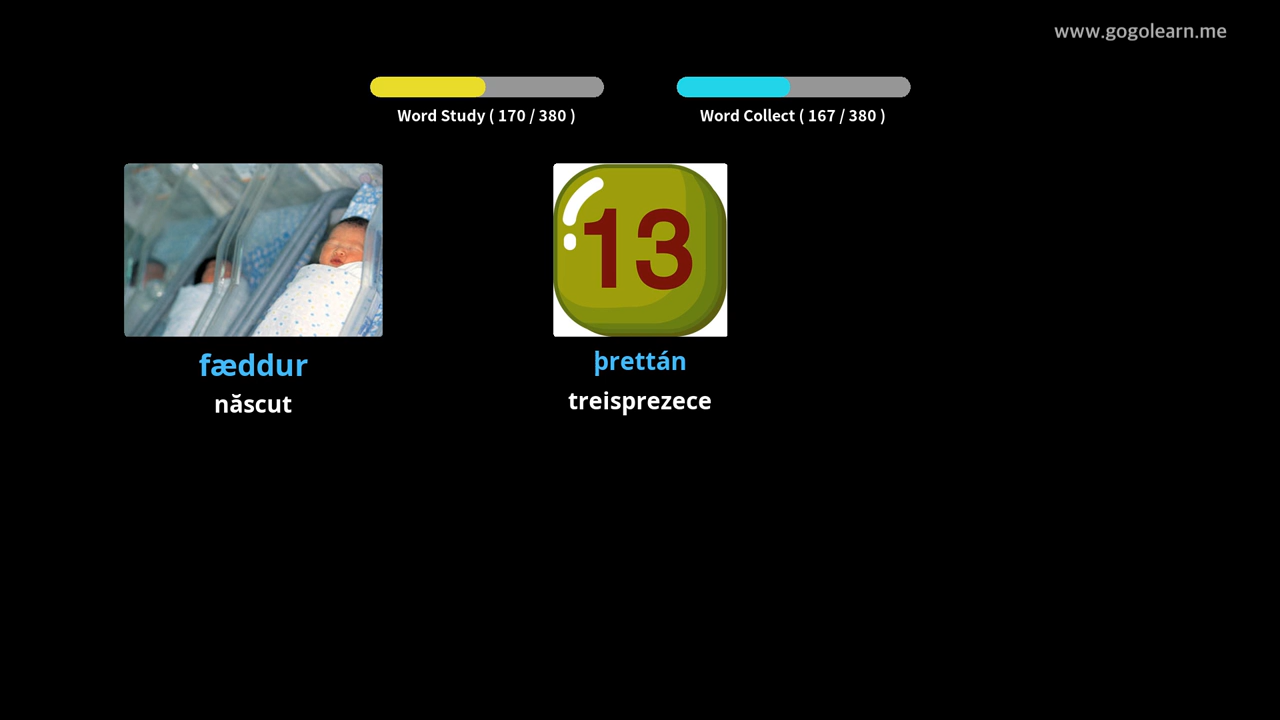 www.gogolearn.me
Word Study ( 170 / 380 )
Word Collect ( 167 / 380 )
13
fæddur
născut
þrettán
treisprezece